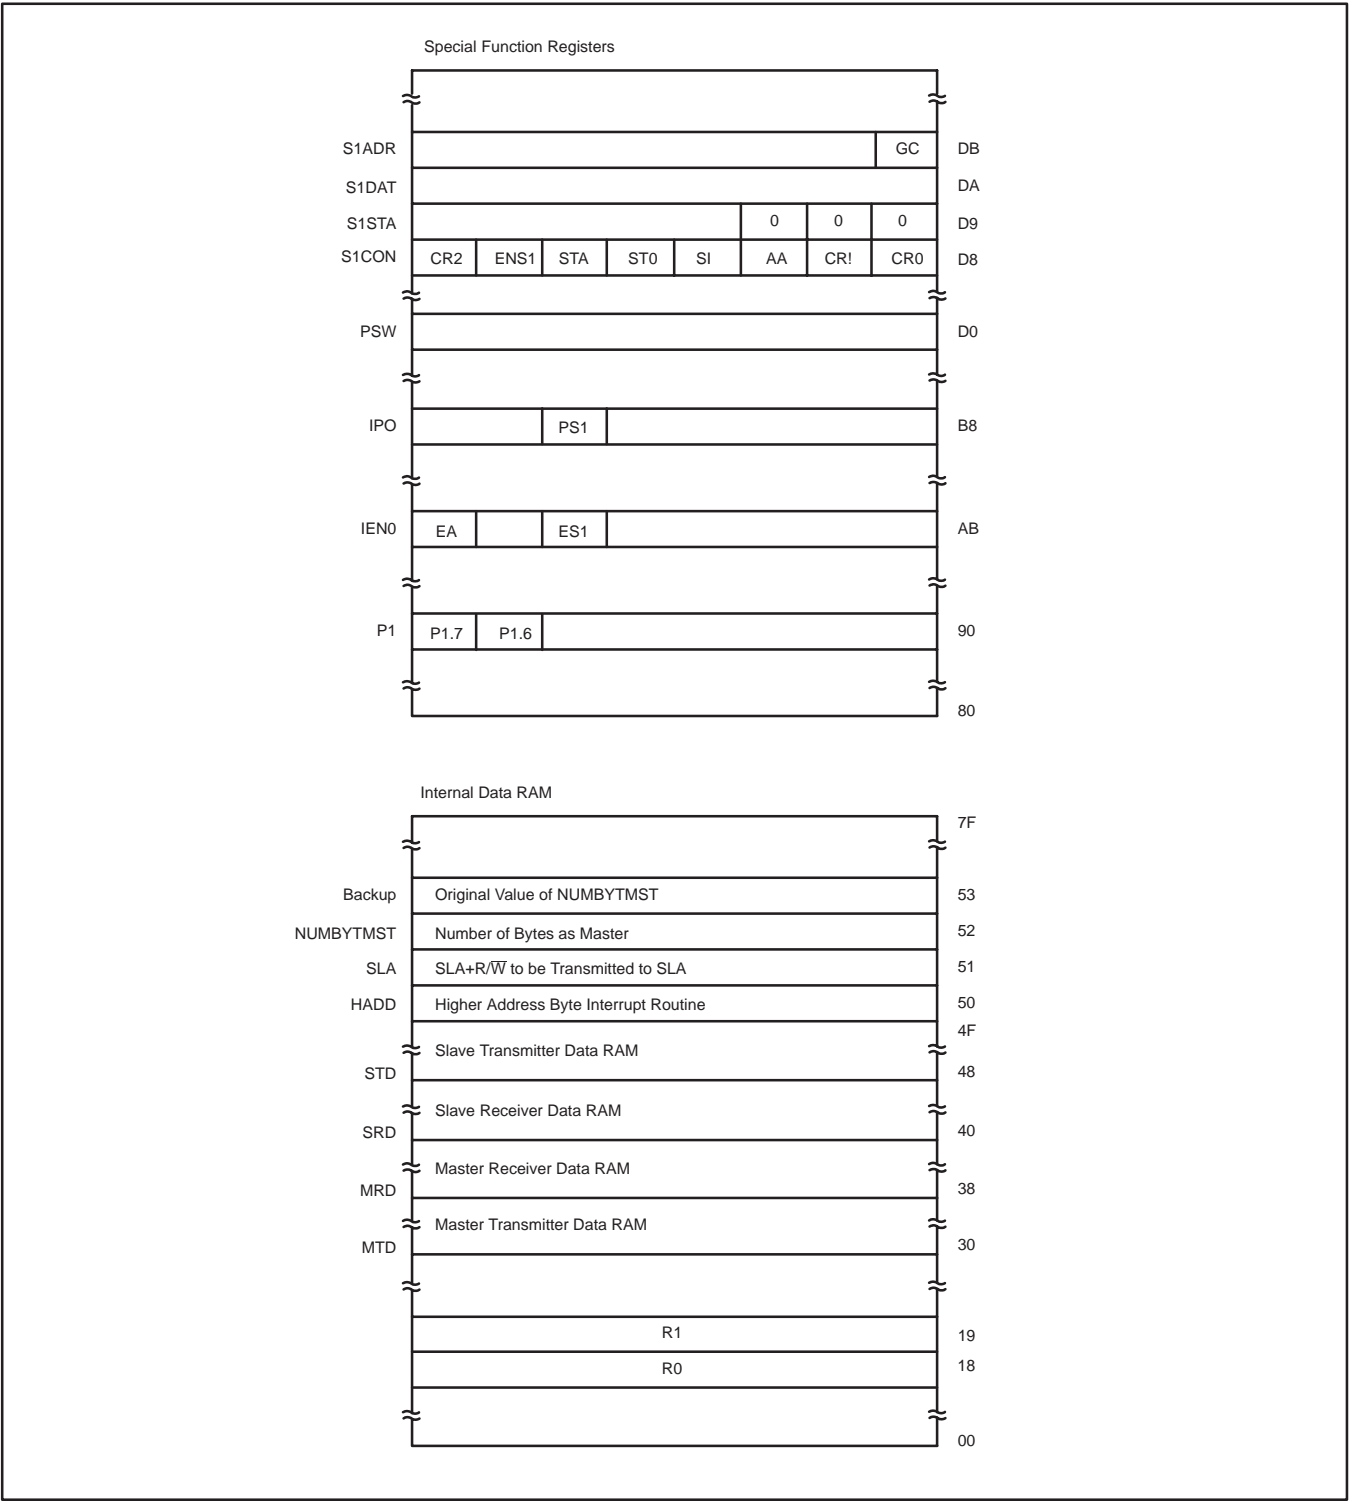 Special Function Registers
S1ADR GC DB
S1DAT DA
S1STA 0 0 0 D9
S1CON CR2 ENS1 STA ST0 SI AA CR! CR0 D8
PSW D0
IPO PS1 B8
IEN0 EA ES1 AB
P1 P1.7 P1.6 90
80
Internal Data RAM
7F
Backup Original Value of NUMBYTMST 53
NUMBYTMST Number of Bytes as Master 52
SLA SLA+R/W̅ to be Transmitted to SLA 51
HADD Higher Address Byte Interrupt Routine 50
4F
Slave Transmitter Data RAM
STD 48
Slave Receiver Data RAM
SRD 40
Master Receiver Data RAM
MRD 38
Master Transmitter Data RAM
MTD 30
R1 19
R0 18
00